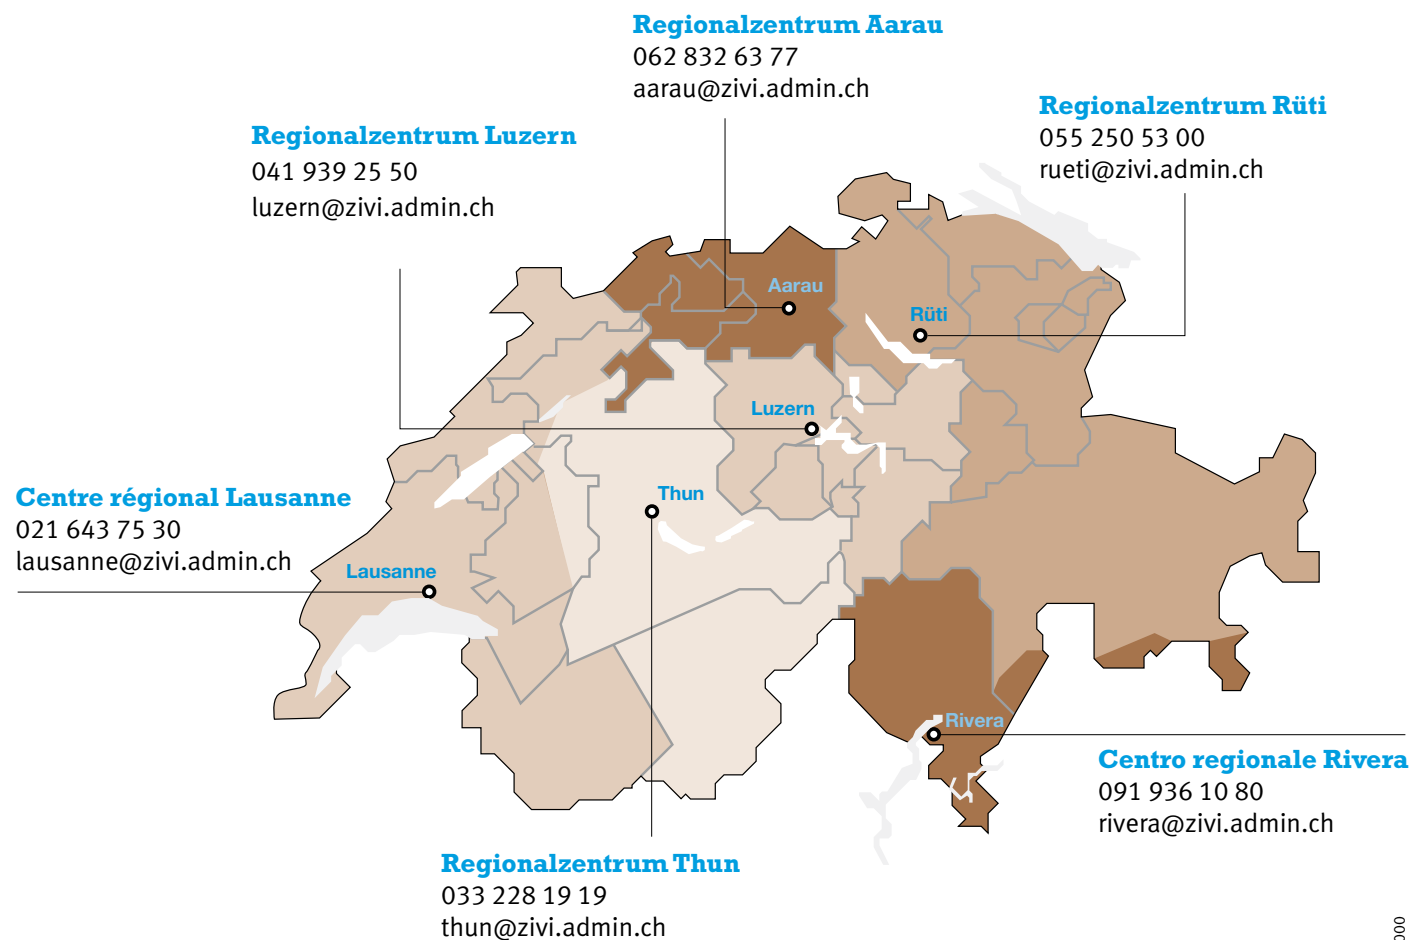 Regionalzentrum Aarau
062 832 63 77
aarau@zivi.admin.ch
Regionalzentrum Rüti
055 250 53 00
rueti@zivi.admin.ch
Regionalzentrum Luzern
041 939 25 50
luzern@zivi.admin.ch
Aarau
Rüti
Luzern
Thun
Centre régional Lausanne
021 643 75 30
lausanne@zivi.admin.ch
Lausanne
Rivera
Centro regionale Rivera
091 936 10 80
rivera@zivi.admin.ch
Regionalzentrum Thun
033 228 19 19
thun@zivi.admin.ch
000